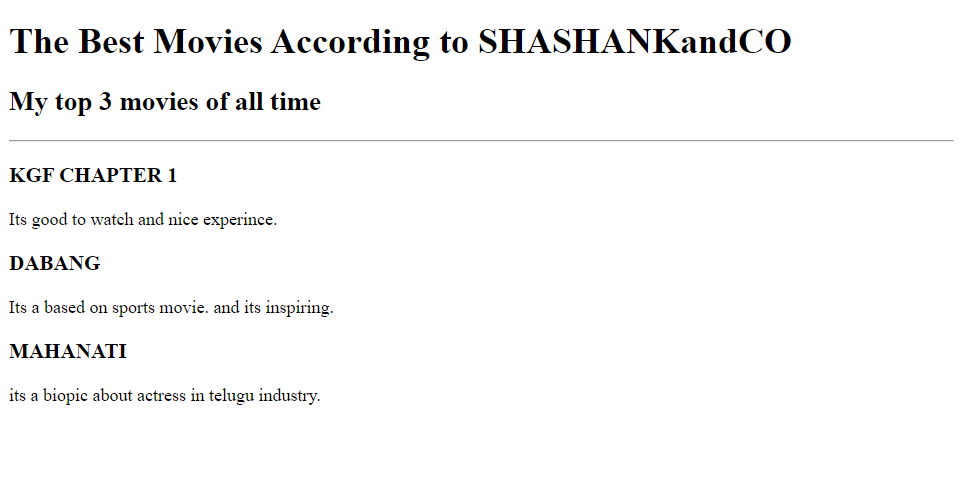 The Best Movies According to SHASHANKandCO
My top 3 movies of all time
KGF CHAPTER 1
Its good to watch and nice experince.
DABANG
Its a based on sports movie. and its inspiring.
MAHANATI
its a biopic about actress in telugu industry.